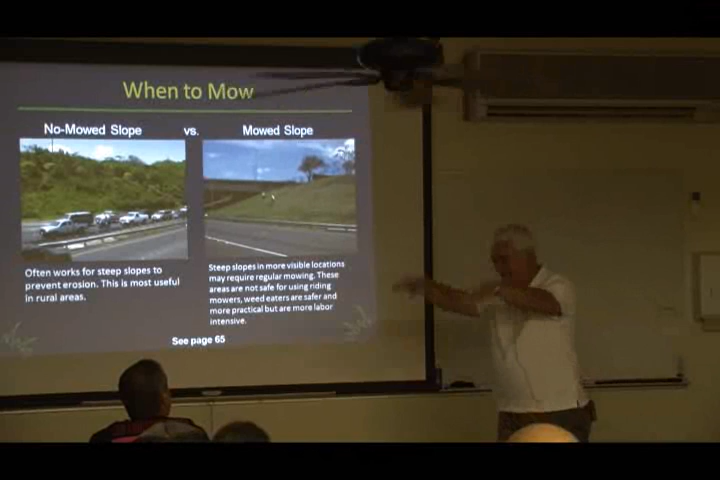 When to Mow
No-Mowed Slope vs. Mowed Slope
Often works for steep slopes to
prevent erosion. This is most useful
in rural areas.
Steep slopes in more visible locations
may require regular mowing. These
areas are not safe for using riding
mowers, weed eaters are safer and
more practical but are more labor
intensive.
See page 65